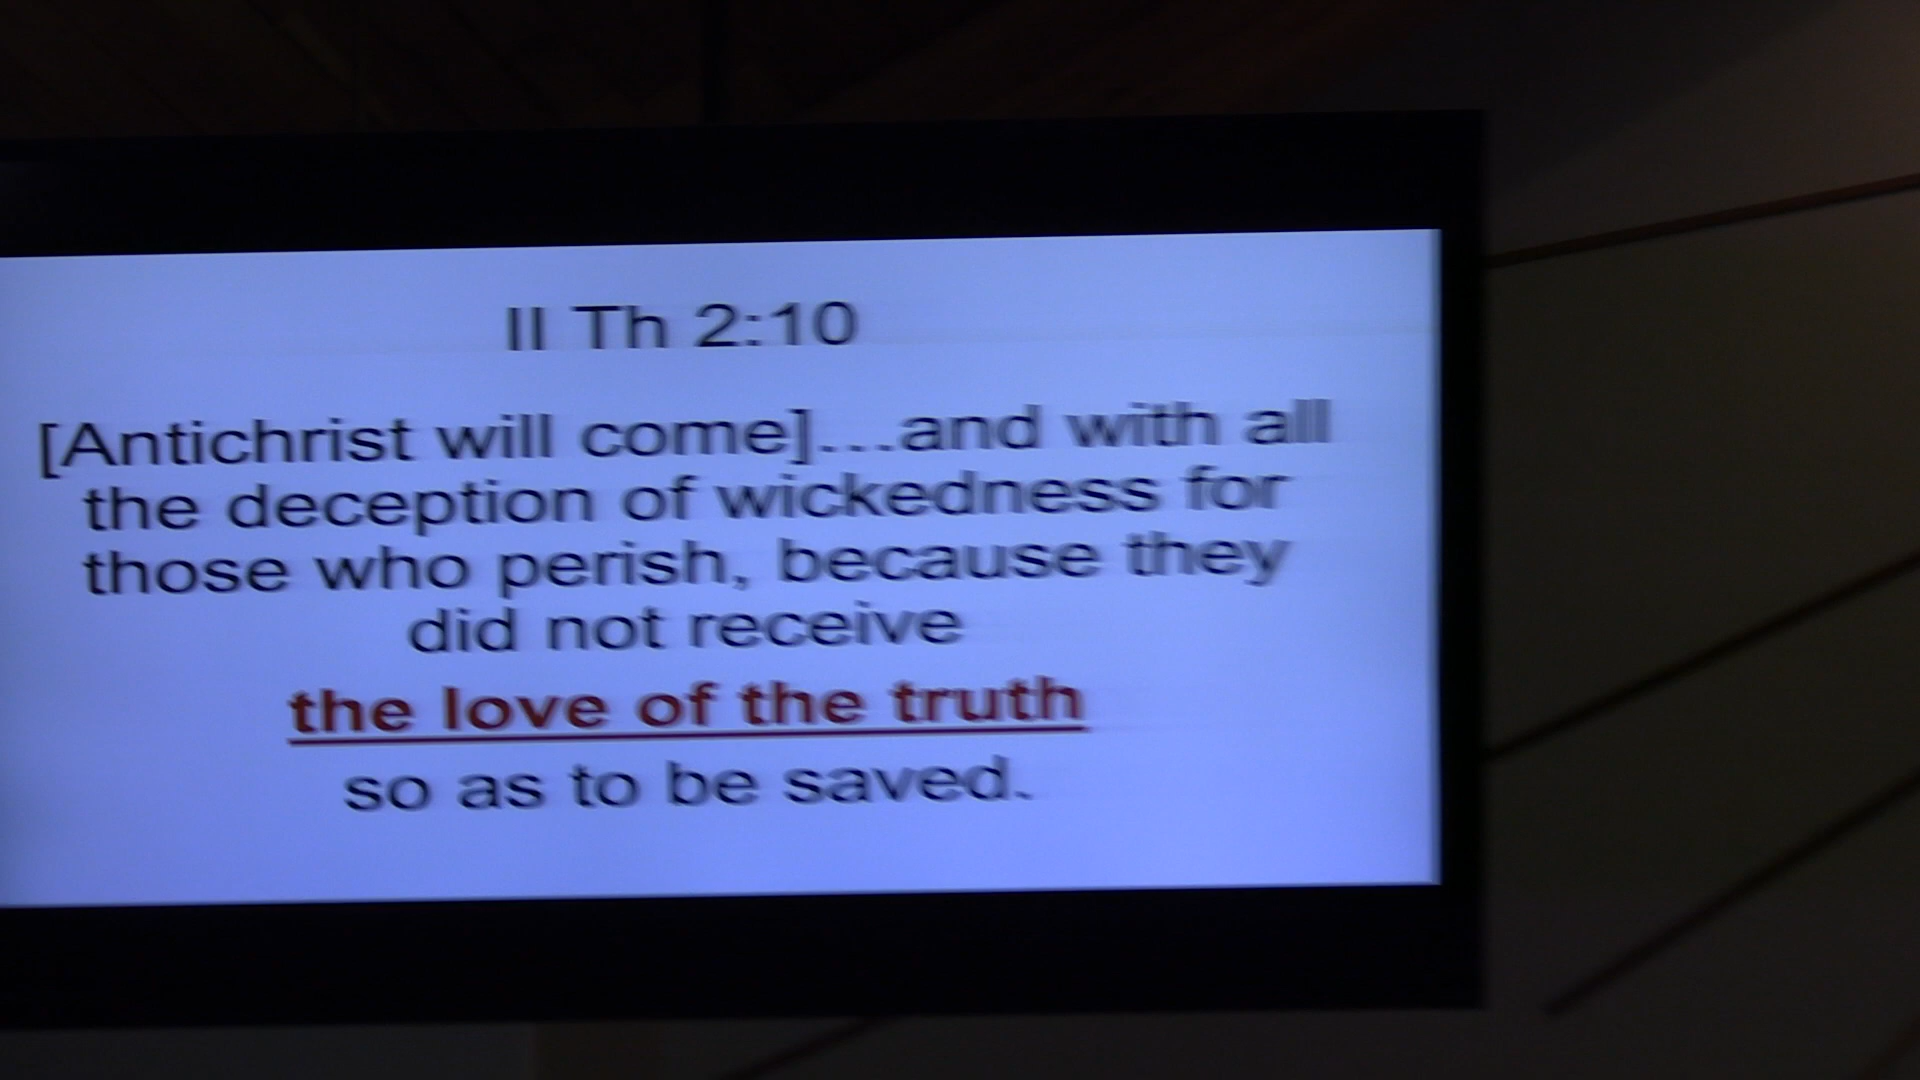 II Th 2:10
[Antichrist will come]...and with all
the deception of wickedness for
those who perish, because they
did not receive
the love of the truth
so as to be saved.